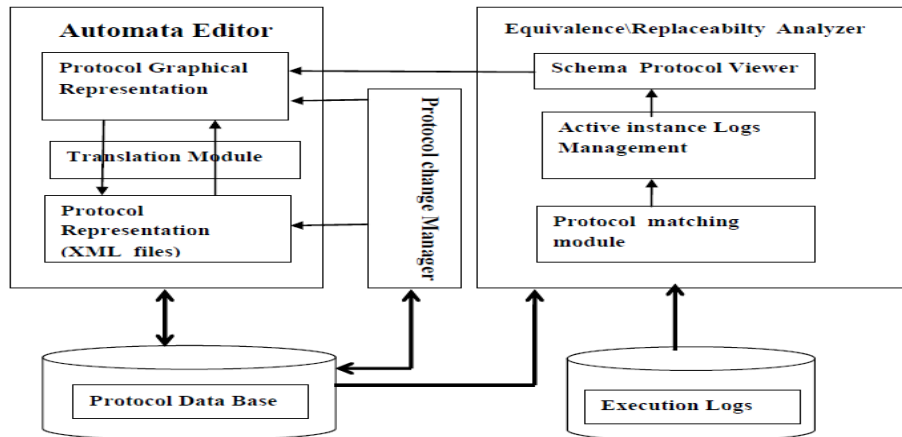 Automata Editor
Protocol Graphical
Representation
Translation Module
Protocol
Representation
(XML files)
Protocol change Manager
Equivalence\Replaceabilty Analyzer
Schema Protocol Viewer
Active instance Logs
Management
Protocol matching
module
Protocol Data Base
Execution Logs